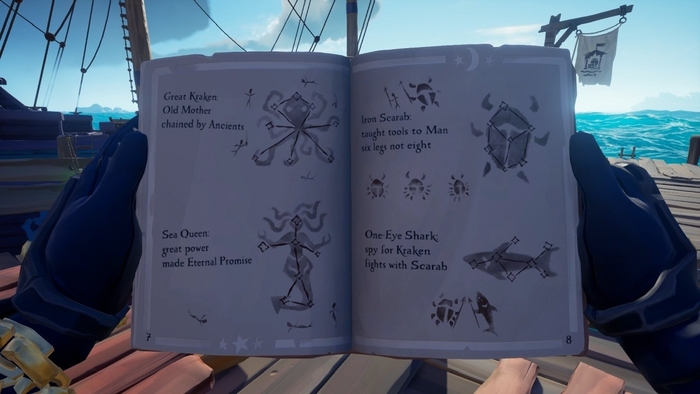 Great Kraken:
Old Mother
chained by Ancients
Sea Queen:
great power
made Eternal Promise
7
Iron Scarab:
taught tools to Man
six legs not eight
One-Eye Shark:
spy for Kraken
fights with Scarab
8